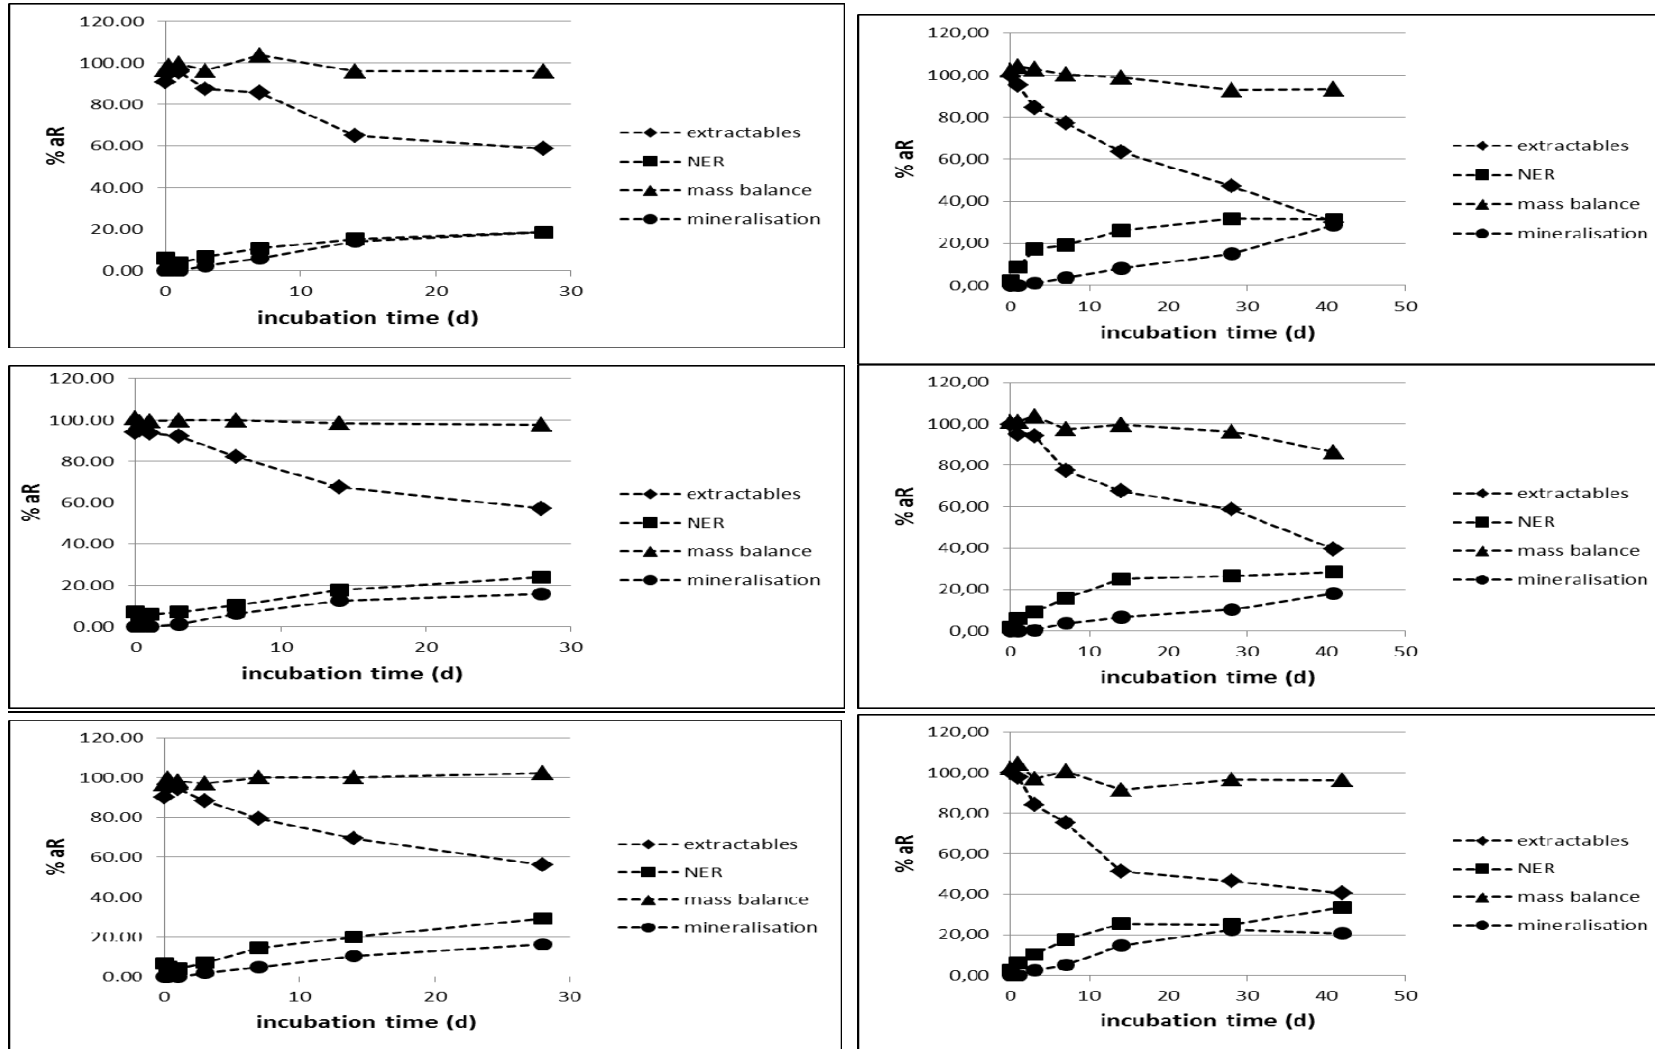 120.00
100.00
80.00
60.00
40.00
20.00
0.00
% aR
0 10 20 30
incubation time (d)
extractables
NER
mass balance
mineralisation
120,00
100,00
80,00
60,00
40,00
20,00
0,00
% aR
0 10 20 30 40 50
incubation time (d)
extractables
NER
mass balance
mineralisation
120.00
100.00
80.00
60.00
40.00
20.00
0.00
% aR
0 10 20 30
incubation time (d)
extractables
NER
mass balance
mineralisation
120,00
100,00
80,00
60,00
40,00
20,00
0,00
% aR
0 10 20 30 40 50
incubation time (d)
extractables
NER
mass balance
mineralisation
120.00
100.00
80.00
60.00
40.00
20.00
0.00
% aR
0 10 20 30
incubation time (d)
extractables
NER
mass balance
mineralisation
120,00
100,00
80,00
60,00
40,00
20,00
0,00
% aR
0 10 20 30 40 50
incubation time (d)
extractables
NER
mass balance
mineralisation